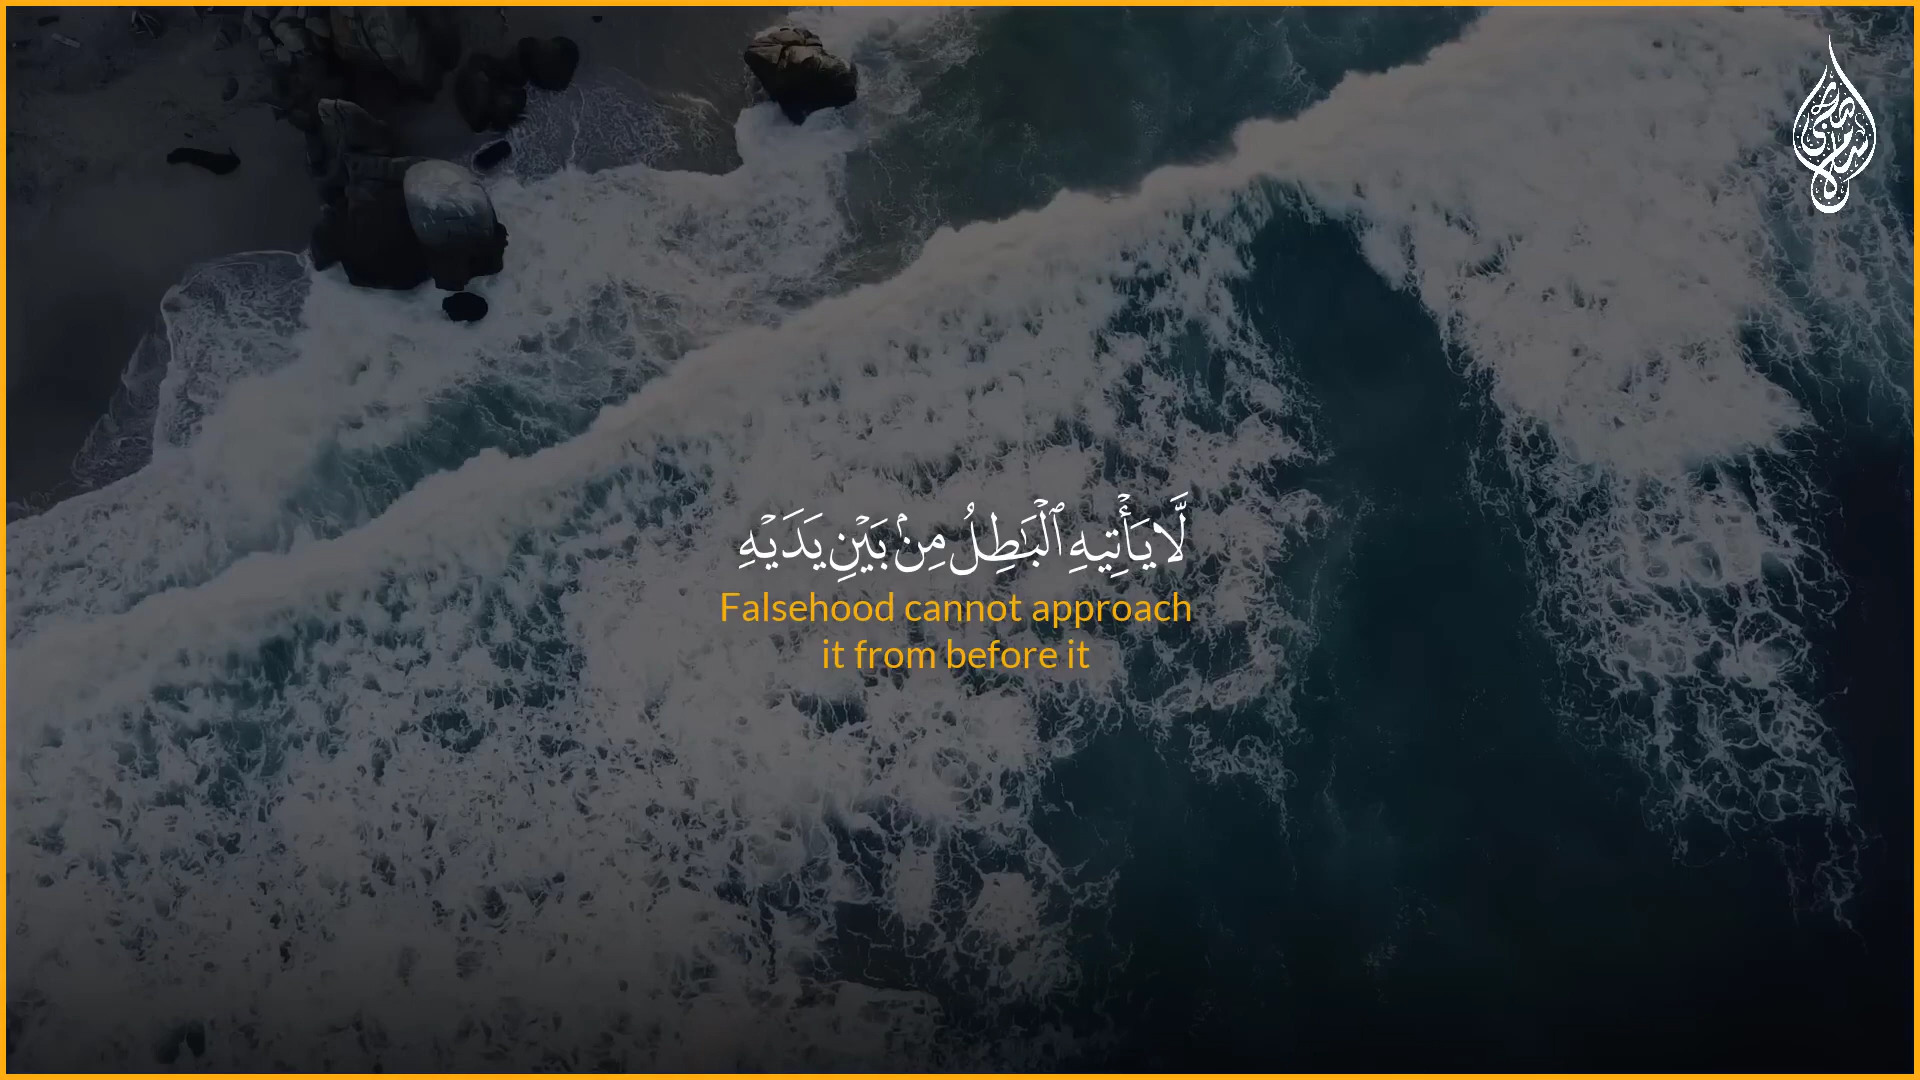 لَّا يَأْتِيهِ ٱلْبَـٰطِلُ مِنۢ بَيْنِ يَدَيْهِ
Falsehood cannot approach
it from before it